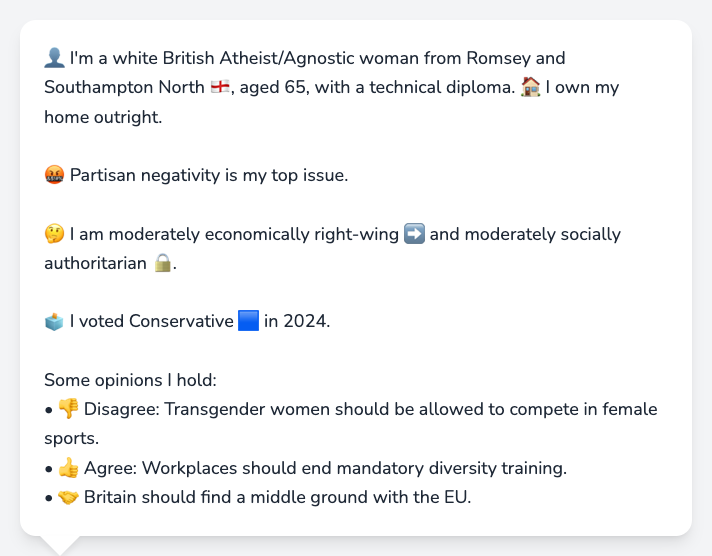 👤 I'm a white British Atheist/Agnostic woman from Romsey and
Southampton North 🏴󠁧󠁢󠁥󠁮󠁧󠁿, aged 65, with a technical diploma. 🏠 I own my
home outright.
🤬 Partisan negativity is my top issue.
🤔 I am moderately economically right-wing ➡️ and moderately socially
authoritarian 🔒.
🗳️ I voted Conservative 🟦 in 2024.
Some opinions I hold:
• 👎 Disagree: Transgender women should be allowed to compete in female
sports.
• 👍 Agree: Workplaces should end mandatory diversity training.
• 🤝 Britain should find a middle ground with the EU.